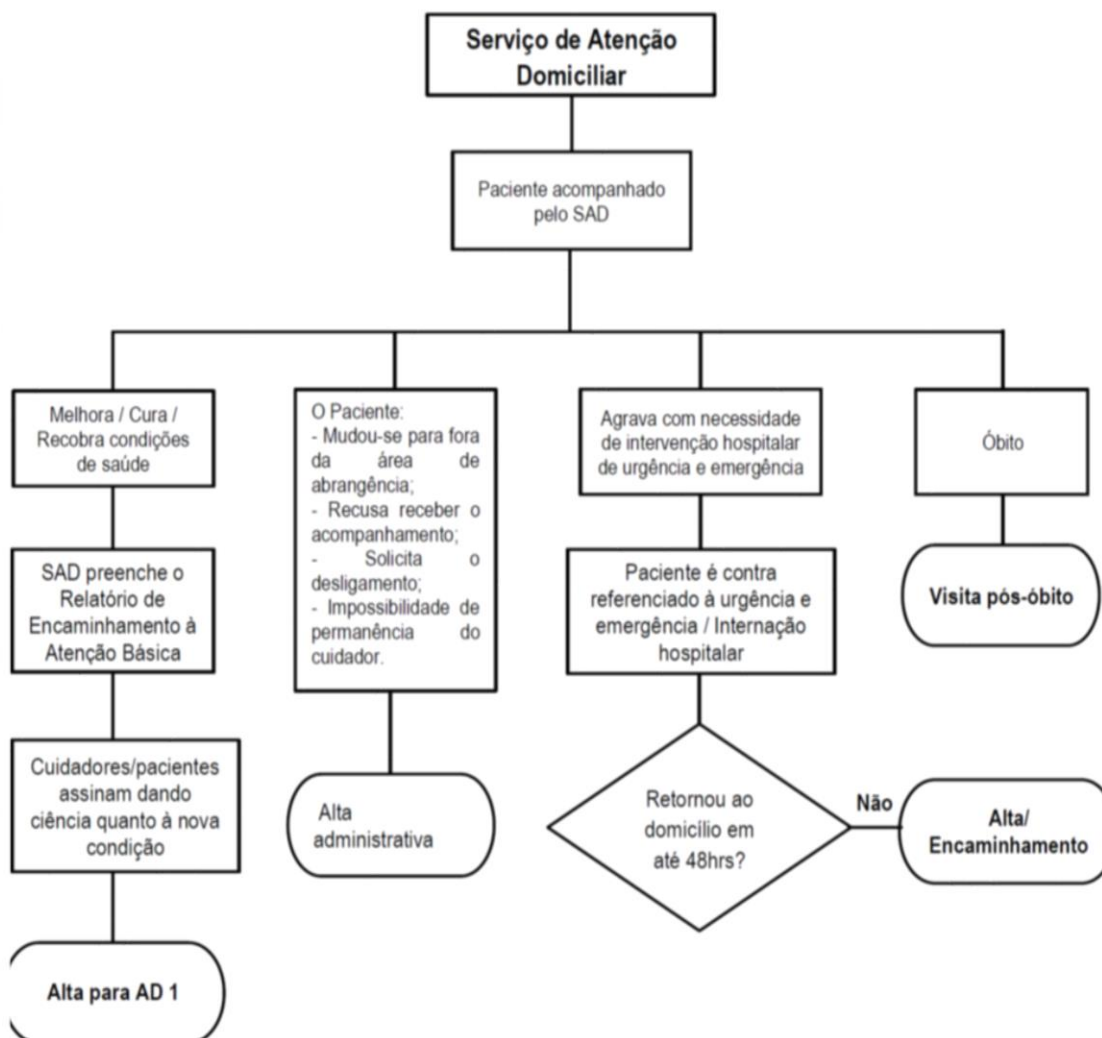 Serviço de Atenção
Domiciliar
Paciente acompanhado
pelo SAD
Melhora / Cura /
Recobra condições
de saúde
O Paciente:
- Mudou-se para fora
da área de
abrangência;
- Recusa receber o
acompanhamento;
- Solicita o
desligamento;
- Impossibilidade de
permanência do
cuidador.
Agrava com necessidade
de intervenção hospitalar
de urgência e emergência
Óbito
SAD preenche o
Relatório de
Encaminhamento à
Atenção Básica
Paciente é contra
referenciado à urgência e
emergência / Internação
hospitalar
Visita pós-óbito
Cuidadores/pacientes
assinam dando
ciência quanto à nova
condição
Alta
administrativa
Retornou ao
domicílio em
até 48hrs?
Não
Alta/
Encaminhamento
Alta para AD 1